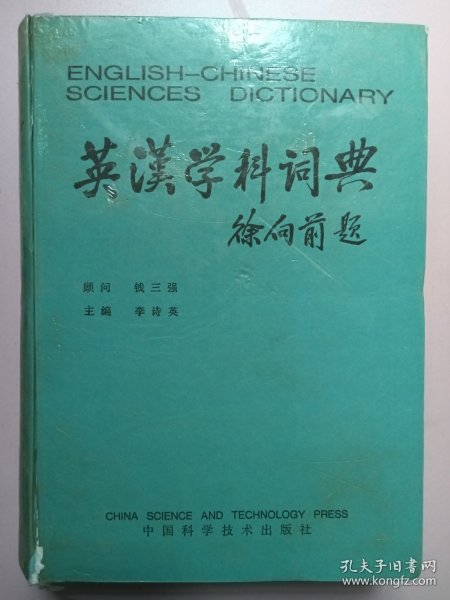 ENGLISH-CHINESE
SCIENCES DICTIONARY
英漢学科词典
徐向前题
顾问 钱三强
主编 李诗英
CHINA SCIENCE AND TECHNOLOGY PRESS
中国科学技术出版社
孔夫子旧书网
www.kongfz.com